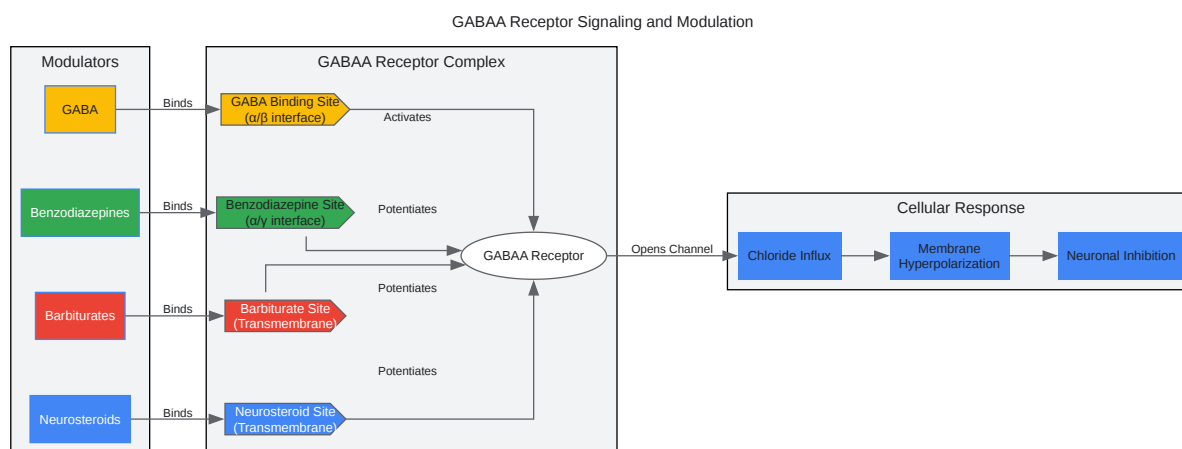 GABAA Receptor Signaling and Modulation
Modulators
GABAA Receptor Complex
GABA
Binds
GABA Binding Site
(α/β interface)
Activates
Benzodiazepines
Binds
Benzodiazepine Site
(α/γ interface)
Potentiates
GABAA Receptor
Opens Channel
Cellular Response
Chloride Influx
Membrane
Hyperpolarization
Neuronal Inhibition
Potentiates
Barbiturates
Binds
Barbiturate Site
(Transmembrane)
Potentiates
Neurosteroids
Binds
Neurosteroid Site
(Transmembrane)